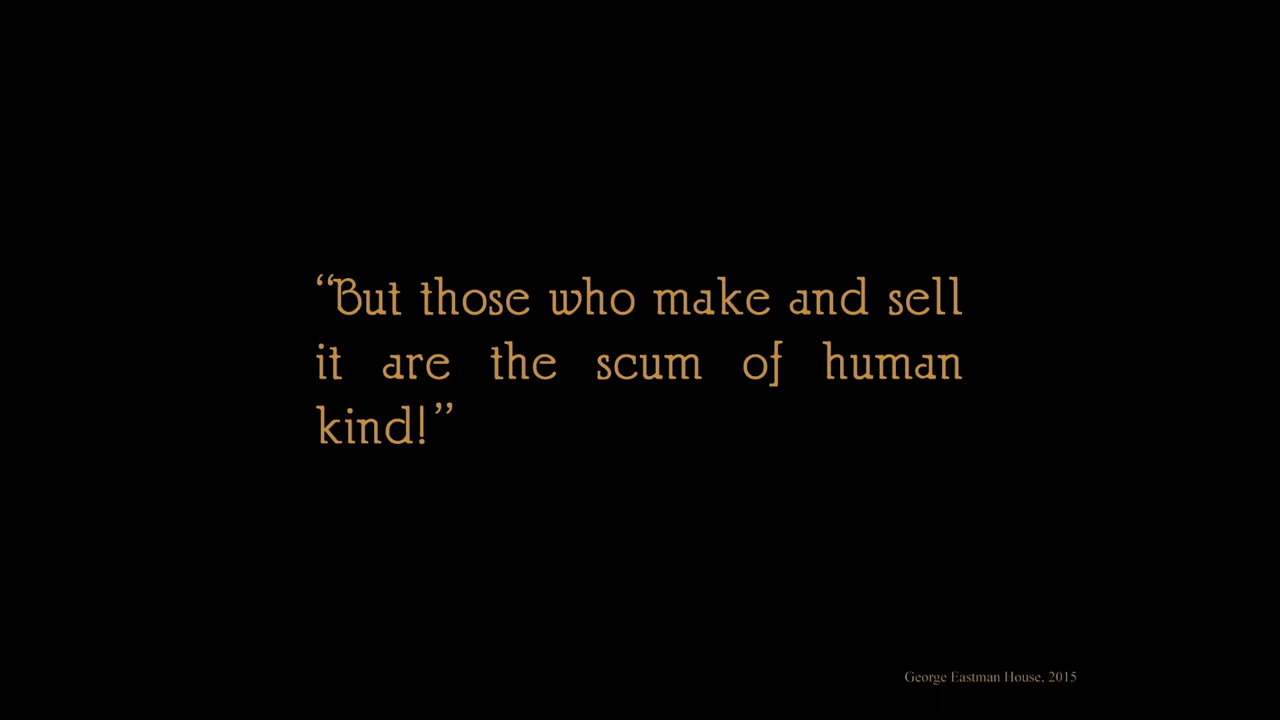 “But those who make and sell
it are the scum of human
kind!”
George Eastman House, 2015